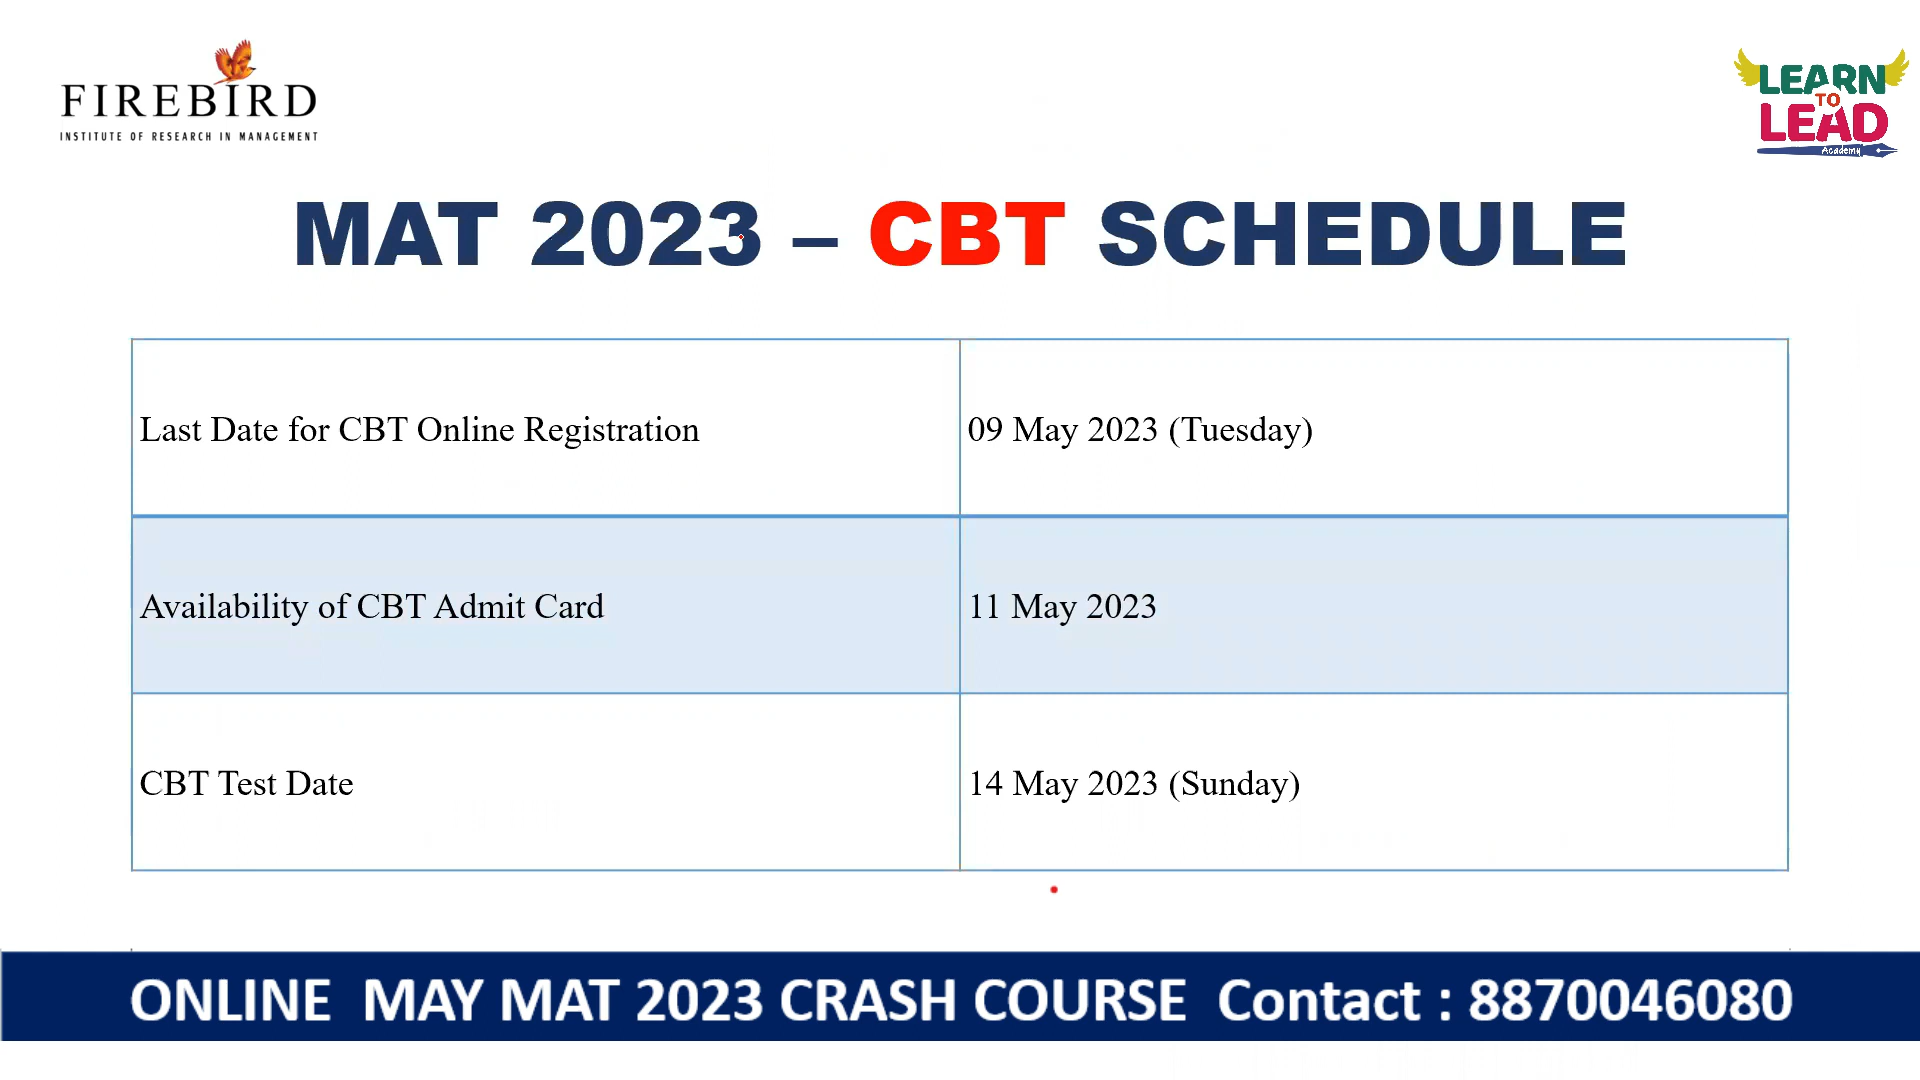 FIREBIRD
INSTITUTE OF RESEARCH IN MANAGEMENT
LEARN
TO
LEAD
Academy
MAT 2023 – CBT SCHEDULE
Last Date for CBT Online Registration
09 May 2023 (Tuesday)
Availability of CBT Admit Card
11 May 2023
CBT Test Date
14 May 2023 (Sunday)
ONLINE MAY MAT 2023 CRASH COURSE Contact : 8870046080